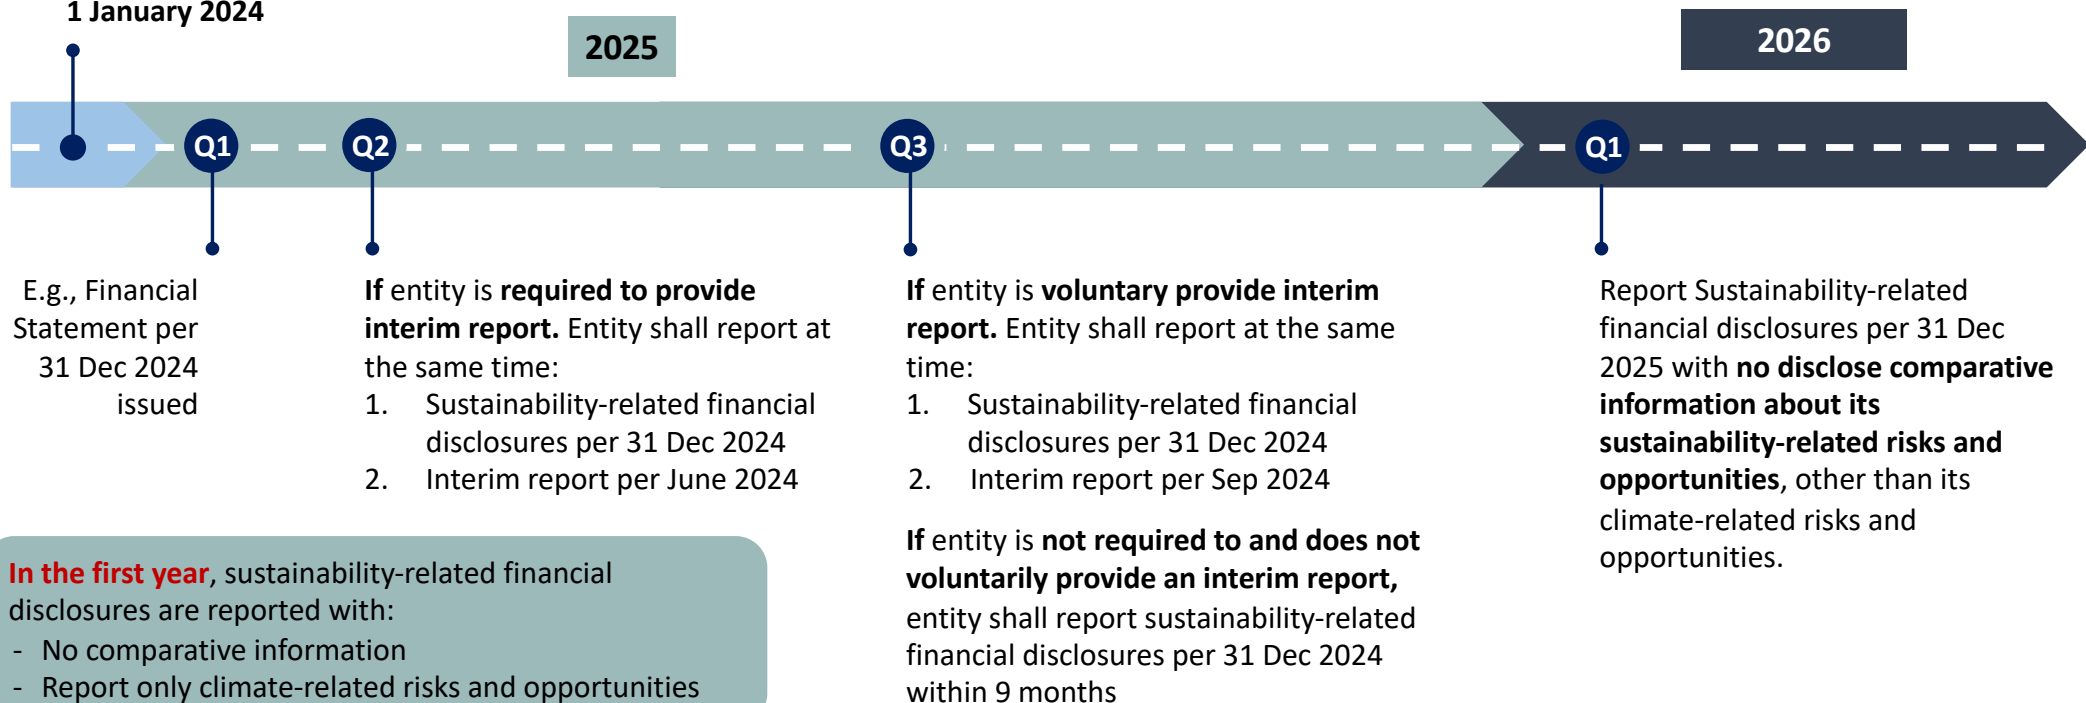 1 January 2024
2025
2026
Q1
Q2
Q3
Q1
E.g., Financial
Statement per
31 Dec 2024
issued
If entity is required to provide
interim report. Entity shall report at
the same time:
1. Sustainability-related financial
disclosures per 31 Dec 2024
2. Interim report per June 2024
If entity is voluntary provide interim
report. Entity shall report at the same
time:
1. Sustainability-related financial
disclosures per 31 Dec 2024
2. Interim report per Sep 2024
If entity is not required to and does not
voluntarily provide an interim report,
entity shall report sustainability-related
financial disclosures per 31 Dec 2024
within 9 months
Report Sustainability-related
financial disclosures per 31 Dec
2025 with no disclose comparative
information about its
sustainability-related risks and
opportunities, other than its
climate-related risks and
opportunities.
In the first year, sustainability-related financial
disclosures are reported with:
- No comparative information
- Report only climate-related risks and opportunities